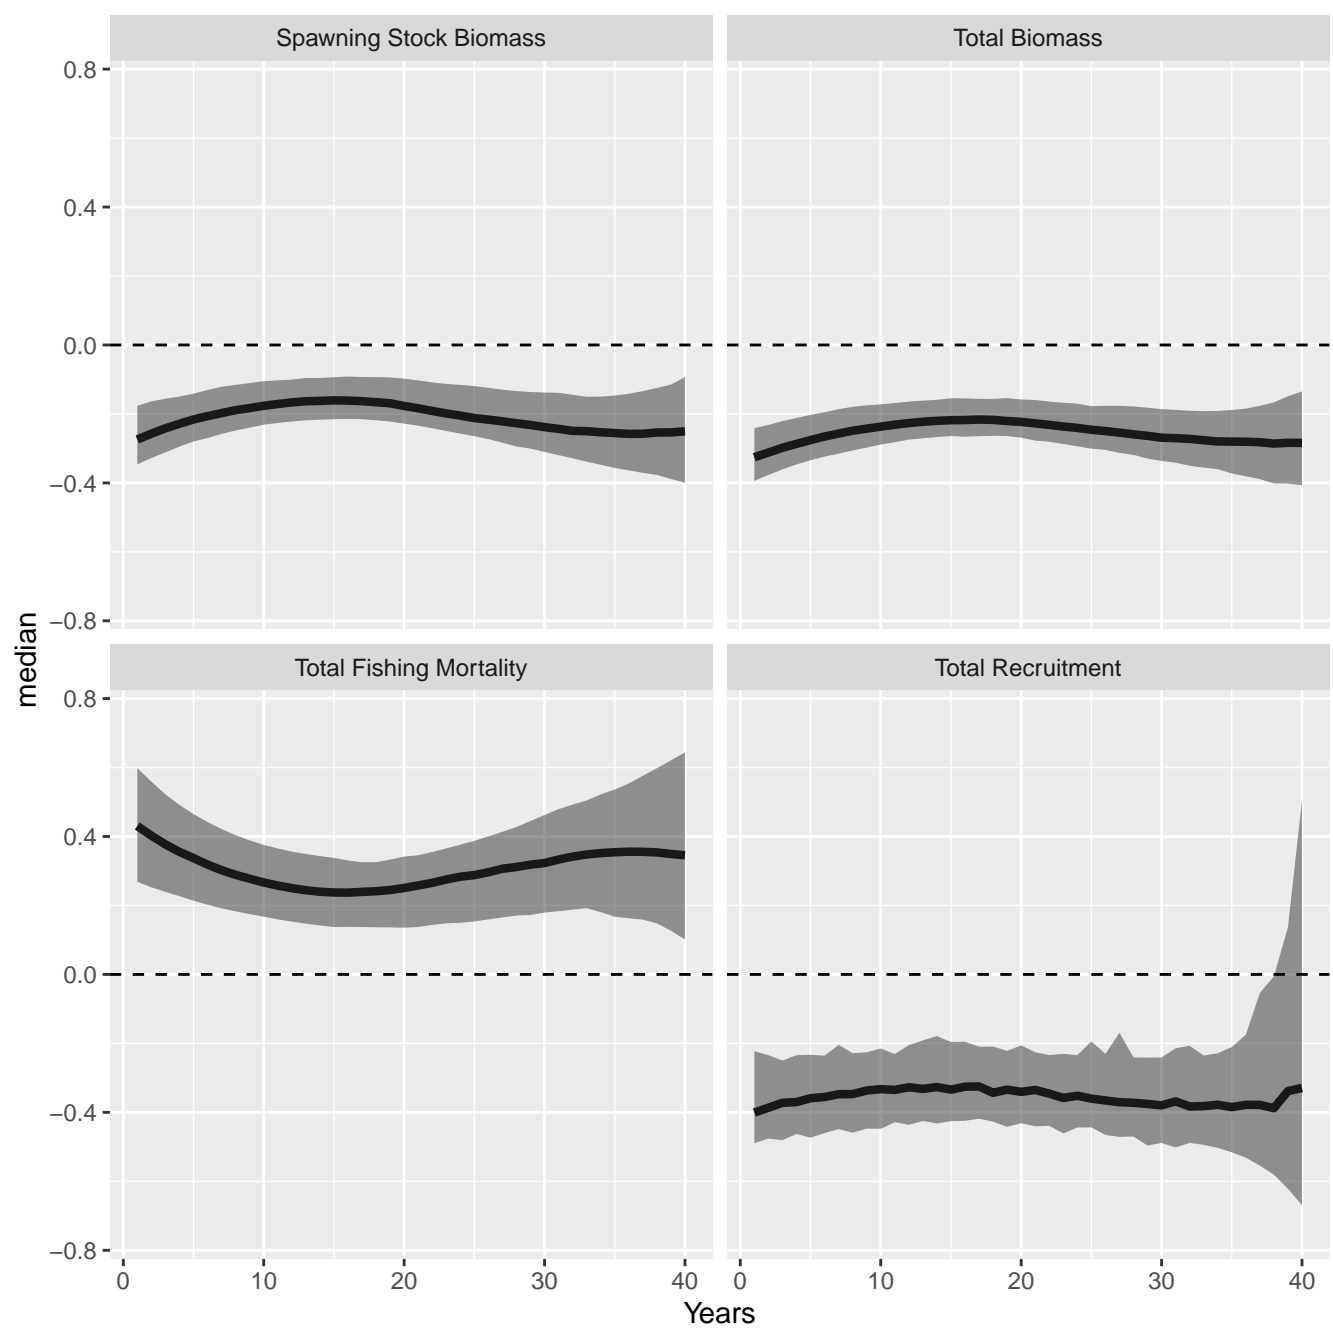 Spawning Stock Biomass
Total Biomass
0.8
0.4
0.0
−0.4
−0.8
median
Total Fishing Mortality
Total Recruitment
0.8
0.4
0.0
−0.4
−0.8
0 10 20 30 40
0 10 20 30 40
Years